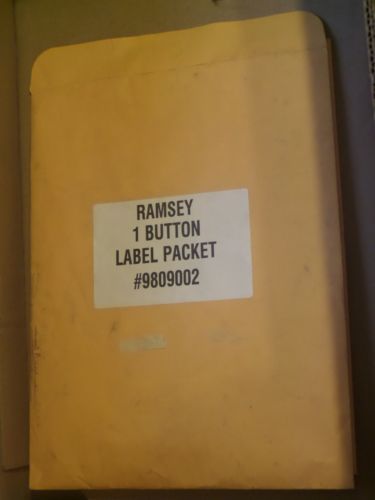 RAMSEY
1 BUTTON
LABEL PACKET
#9809002